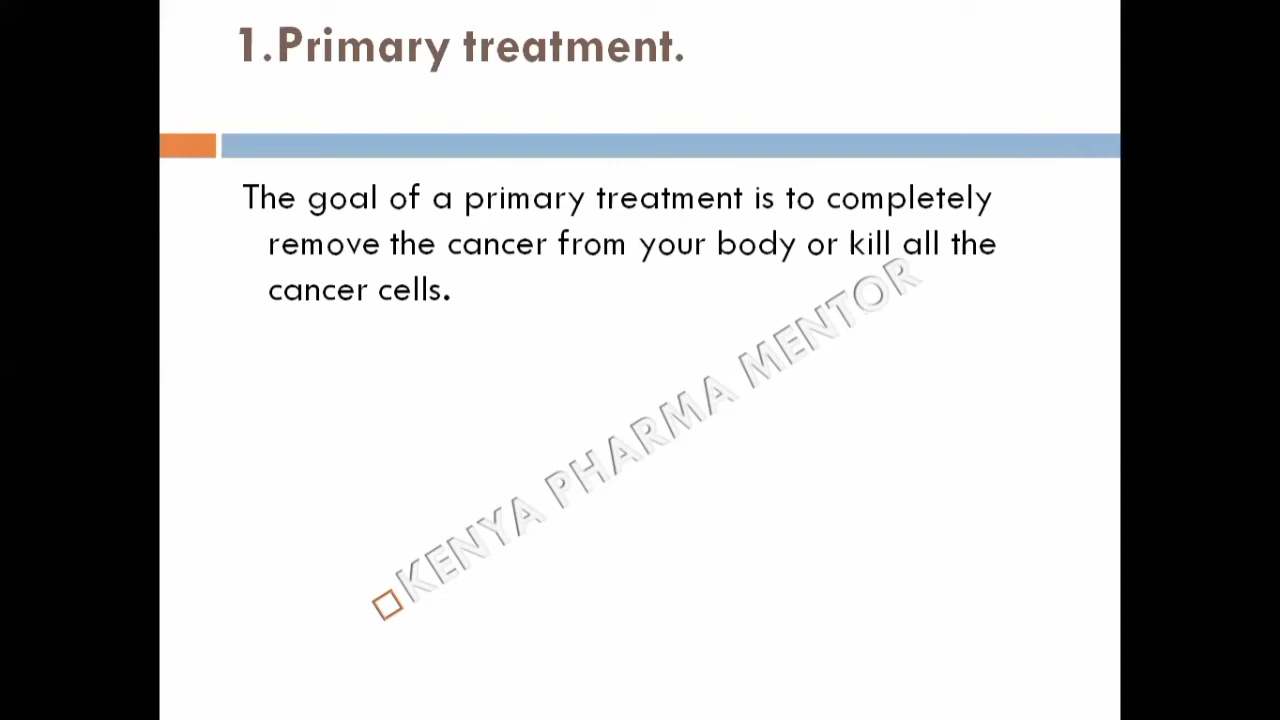 1.Primary treatment.
The goal of a primary treatment is to completely
remove the cancer from your body or kill all the
cancer cells.
KENYA PHARMA MENTOR